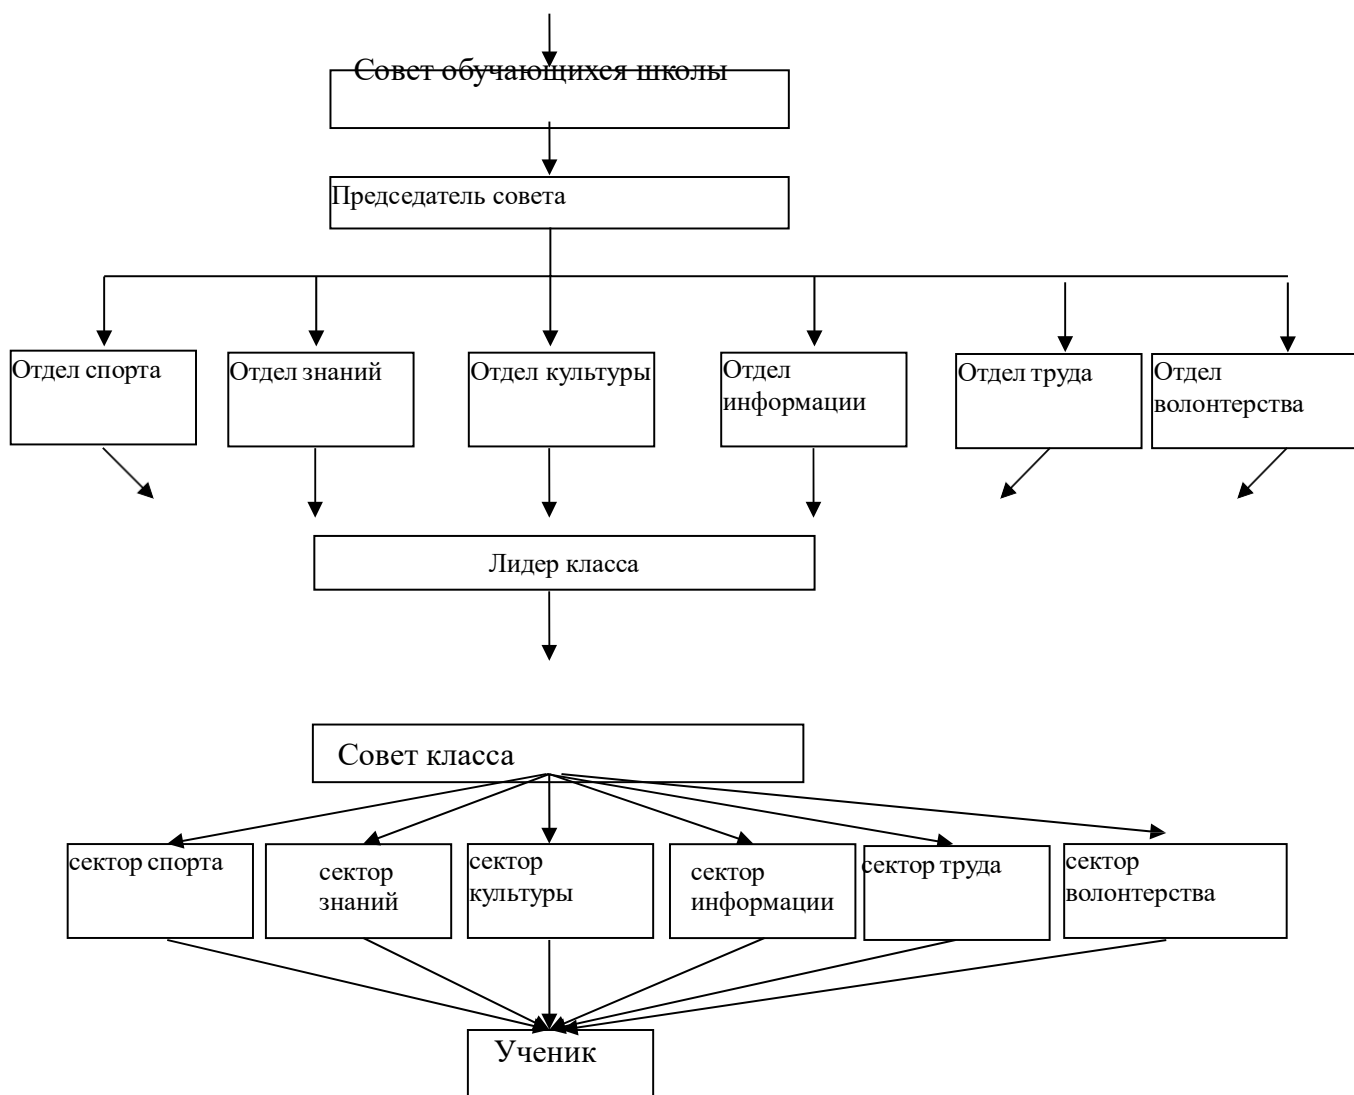 Совет обучающихся школы
Председатель совета
Отдел спорта
Отдел знаний
Отдел культуры
Отдел
информации
Отдел труда
Отдел
волонтерства
Лидер класса
Совет класса
сектор спорта
сектор
знаний
сектор
культуры
сектор
информации
сектор труда
сектор
волонтерства
Ученик